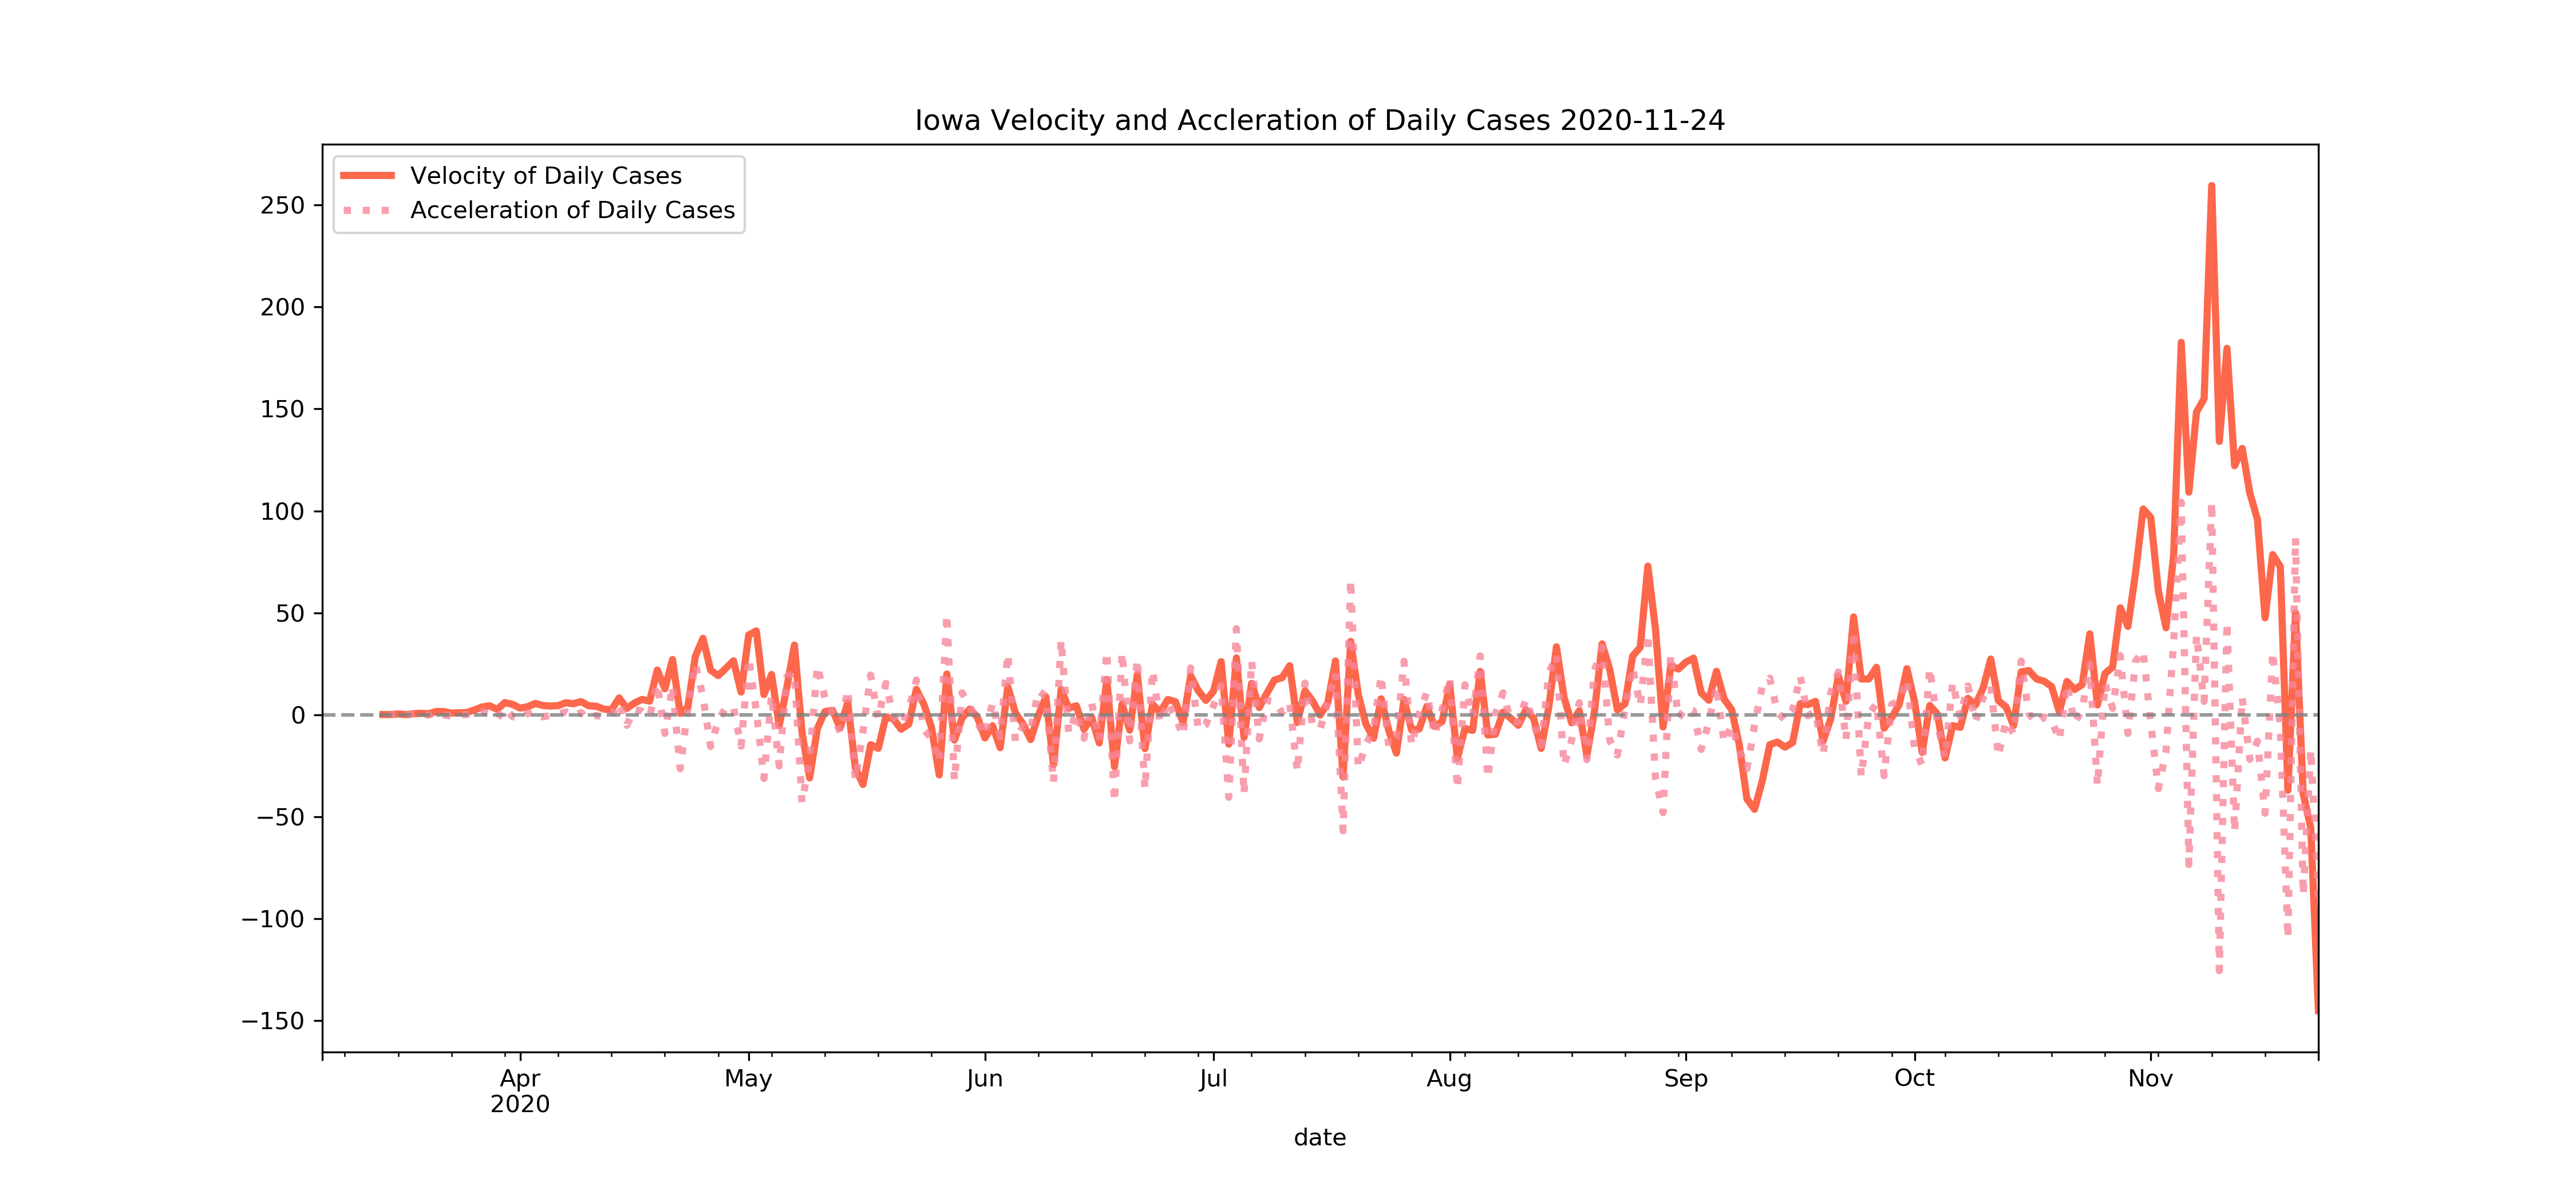 Iowa Velocity and Accleration of Daily Cases 2020-11-24
Velocity of Daily Cases
Acceleration of Daily Cases
250
200
150
100
50
0
−50
−100
−150
Apr May Jun Jul Aug Sep Oct Nov
2020
date